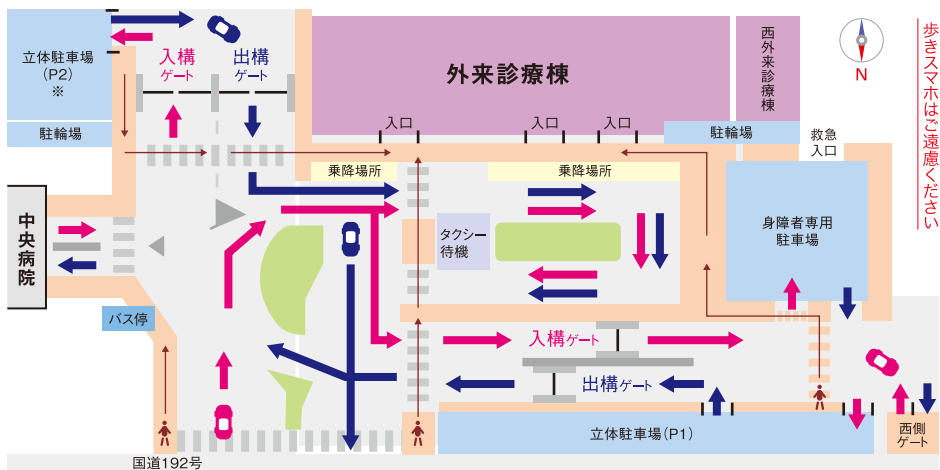 立体駐車場
(P2)
※
駐輪場
入構
ゲート
出構
ゲート
外来診療棟
西外来診療棟
N
歩きスマホはご遠慮ください
入口
入口
入口
駐輪場
救急
入口
乗降場所
乗降場所
中央病院
タクシー
待機
身障者専用
駐車場
バス停
入構ゲート
出構ゲート
立体駐車場(P1)
西側
ゲート
国道192号